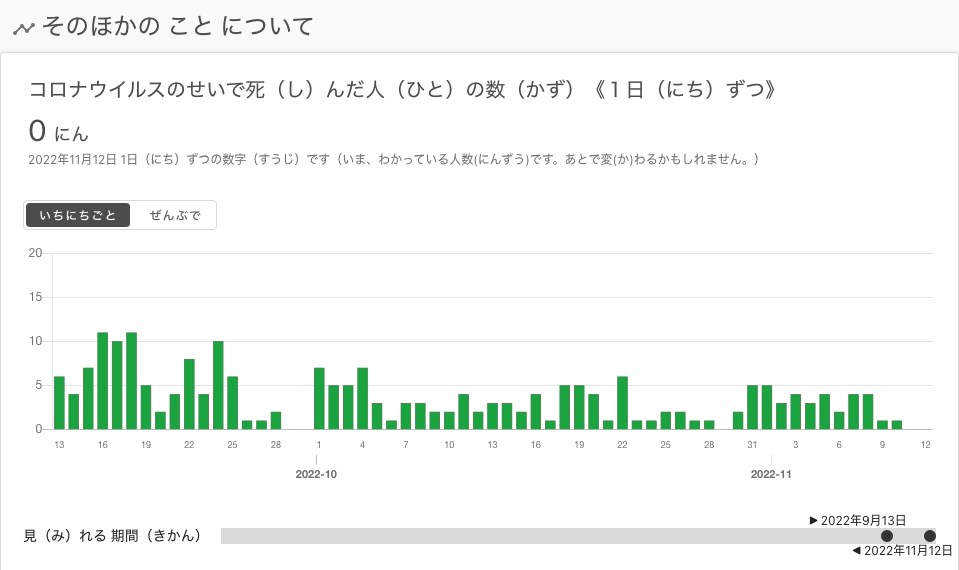 そのほかの こと について
コロナウイルスのせいで死（し）んだ人（ひと）の数（かず）《１日（にち）ずつ》
0 にん
2022年11月12日 1日（にち）ずつの数字（すうじ）です（いま、わかっている人数(にんずう)です。あとで変(か)わるかもしれません。）
いちにちごと ぜんぶで
20
15
10
5
0
13 16 19 22 25 28 1 4 7 10 13 16 19 22 25 28 31 3 6 9 12
2022-10 2022-11
▶ 2022年9月13日
見（み）れる 期間（きかん）
◀ 2022年11月12日